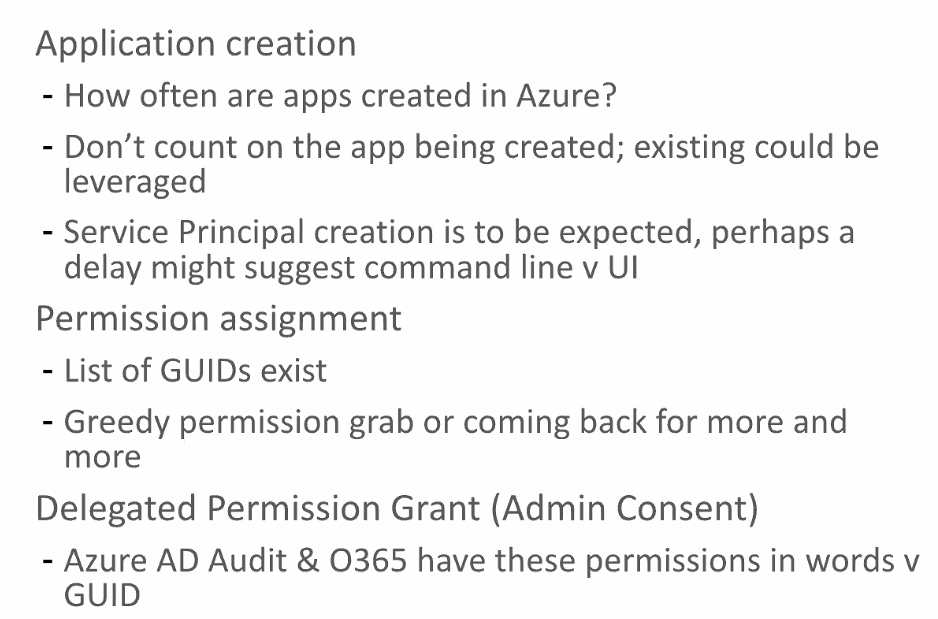 Application creation
- How often are apps created in Azure?
- Don’t count on the app being created; existing could be
leveraged
- Service Principal creation is to be expected, perhaps a
delay might suggest command line v UI
Permission assignment
- List of GUIDs exist
- Greedy permission grab or coming back for more and
more
Delegated Permission Grant (Admin Consent)
- Azure AD Audit & O365 have these permissions in words v
GUID